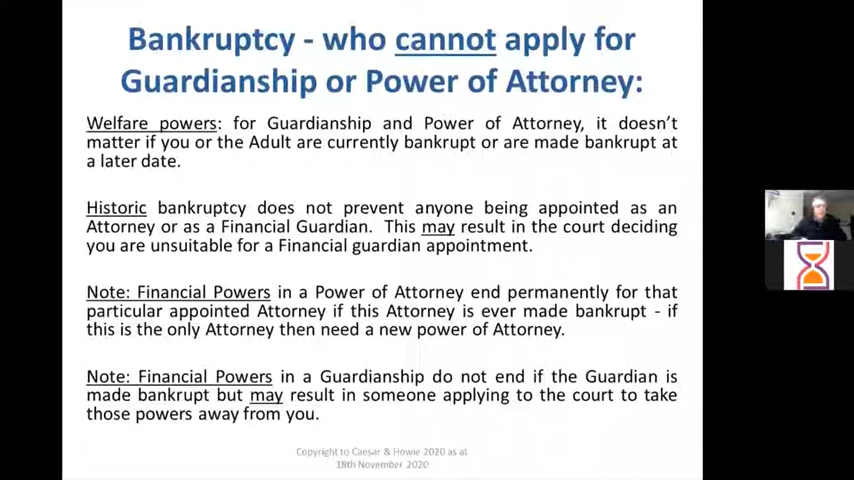 Bankruptcy - who cannot apply for
Guardianship or Power of Attorney:
Welfare powers: for Guardianship and Power of Attorney, it doesn't
matter if you or the Adult are currently bankrupt or are made bankrupt at
a later date.
Historic bankruptcy does not prevent anyone being appointed as an
Attorney or as a Financial Guardian. This may result in the court deciding
you are unsuitable for a Financial guardian appointment.
Note: Financial Powers in a Power of Attorney end permanently for that
particular appointed Attorney if this Attorney is ever made bankrupt - if
this is the only Attorney then need a new power of Attorney.
Note: Financial Powers in a Guardianship do not end if the Guardian is
made bankrupt but may result in someone applying to the court to take
those powers away from you.
Copyright to Caesar & Howie 2020 as at
18th November 2020